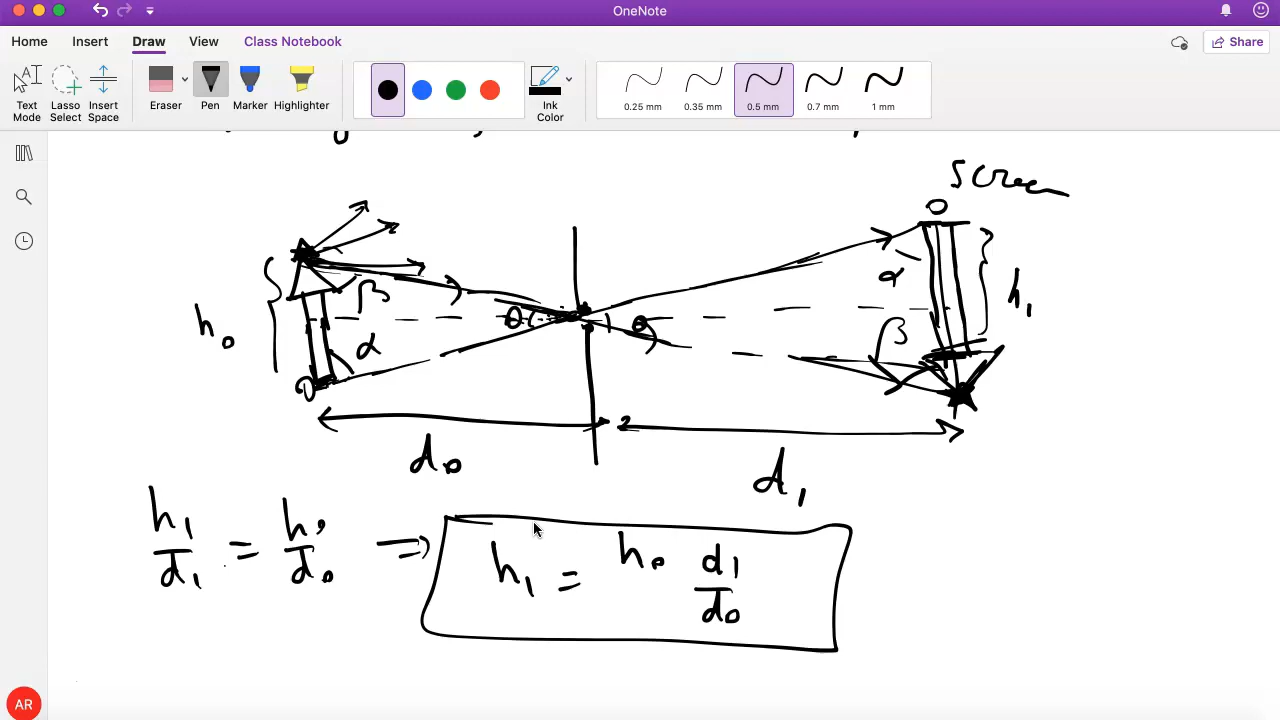 OneNote
Home Insert Draw View Class Notebook Share
Text Mode Lasso Select Insert Space Eraser Pen Marker Highlighter Ink Color 0.25 mm 0.35 mm 0.5 mm 0.7 mm 1 mm
screen
h₀ β α θ θ α β h₁
d₀ d₁
h₁/d₁ = h₀/d₀ ⇒ h₁ = h₀ d₁/d₀
AR